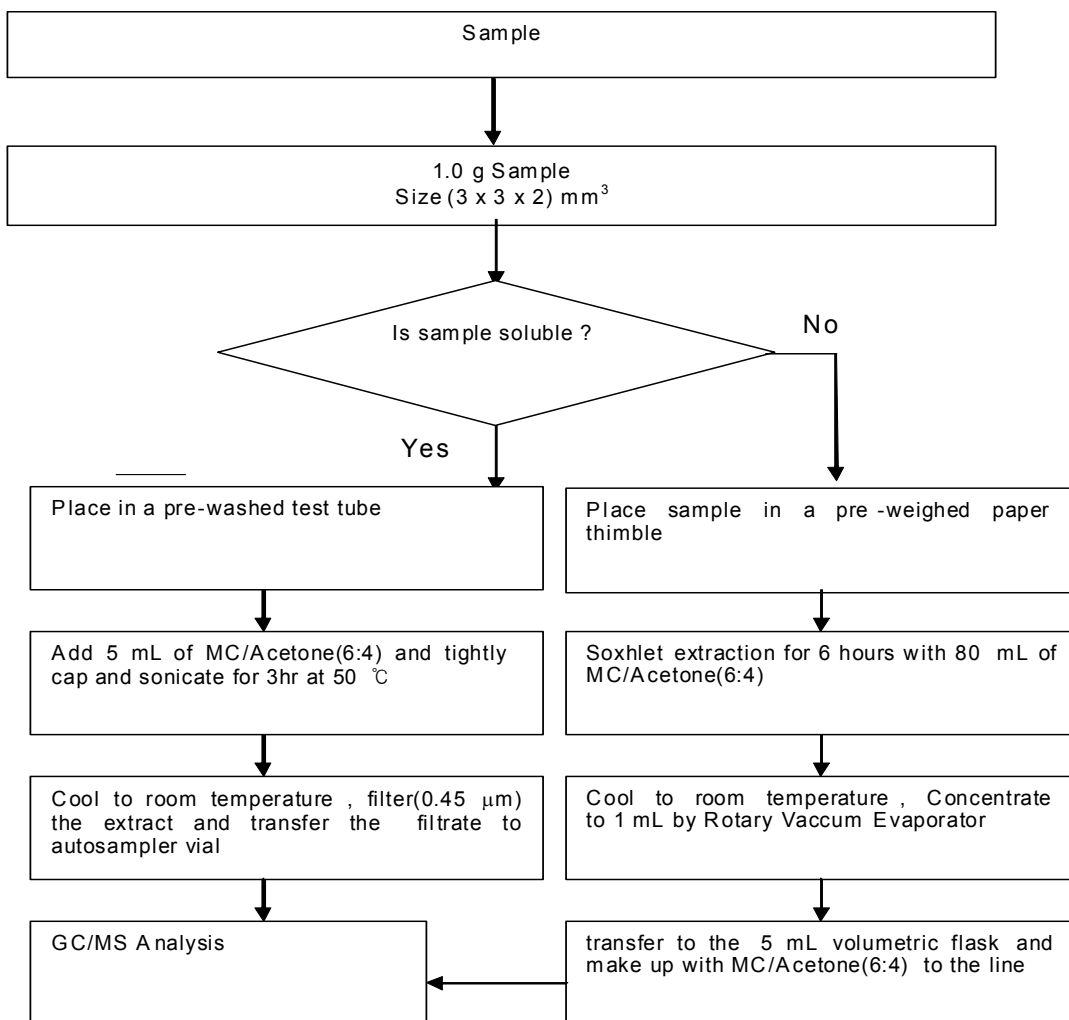 Sample
1.0 g Sample
Size (3 x 3 x 2) mm³
Is sample soluble ?
No
Yes
Place in a pre-washed test tube
Place sample in a pre-weighed paper
thimble
Add 5 mL of MC/Acetone(6:4) and tightly
cap and sonicate for 3hr at 50 ℃
Soxhlet extraction for 6 hours with 80 mL of
MC/Acetone(6:4)
Cool to room temperature , filter(0.45 μm)
the extract and transfer the filtrate to
autosampler vial
Cool to room temperature , Concentrate
to 1 mL by Rotary Vaccum Evaporator
GC/MS Analysis
transfer to the 5 mL volumetric flask and
make up with MC/Acetone(6:4) to the line